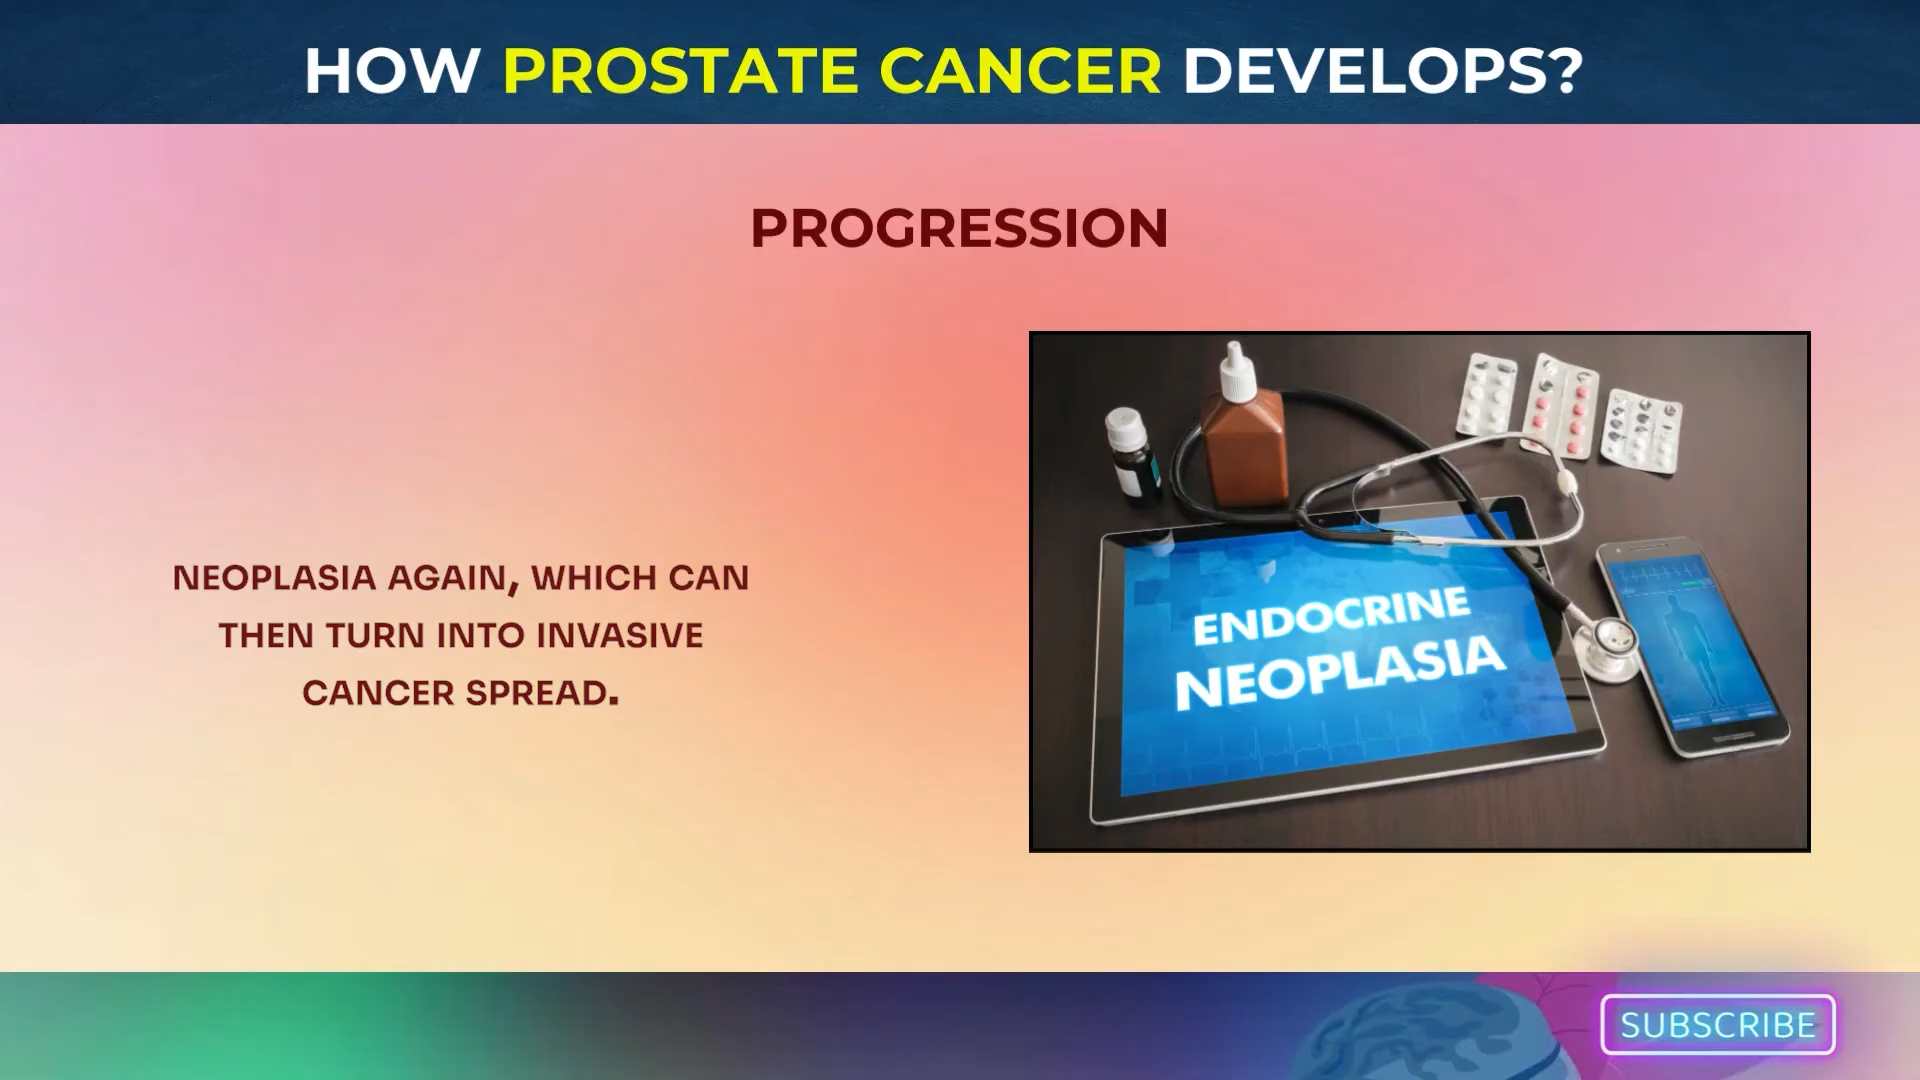 HOW PROSTATE CANCER DEVELOPS?
PROGRESSION
NEOPLASIA AGAIN, WHICH CAN
THEN TURN INTO INVASIVE
CANCER SPREAD.
ENDOCRINE
NEOPLASIA
SUBSCRIBE